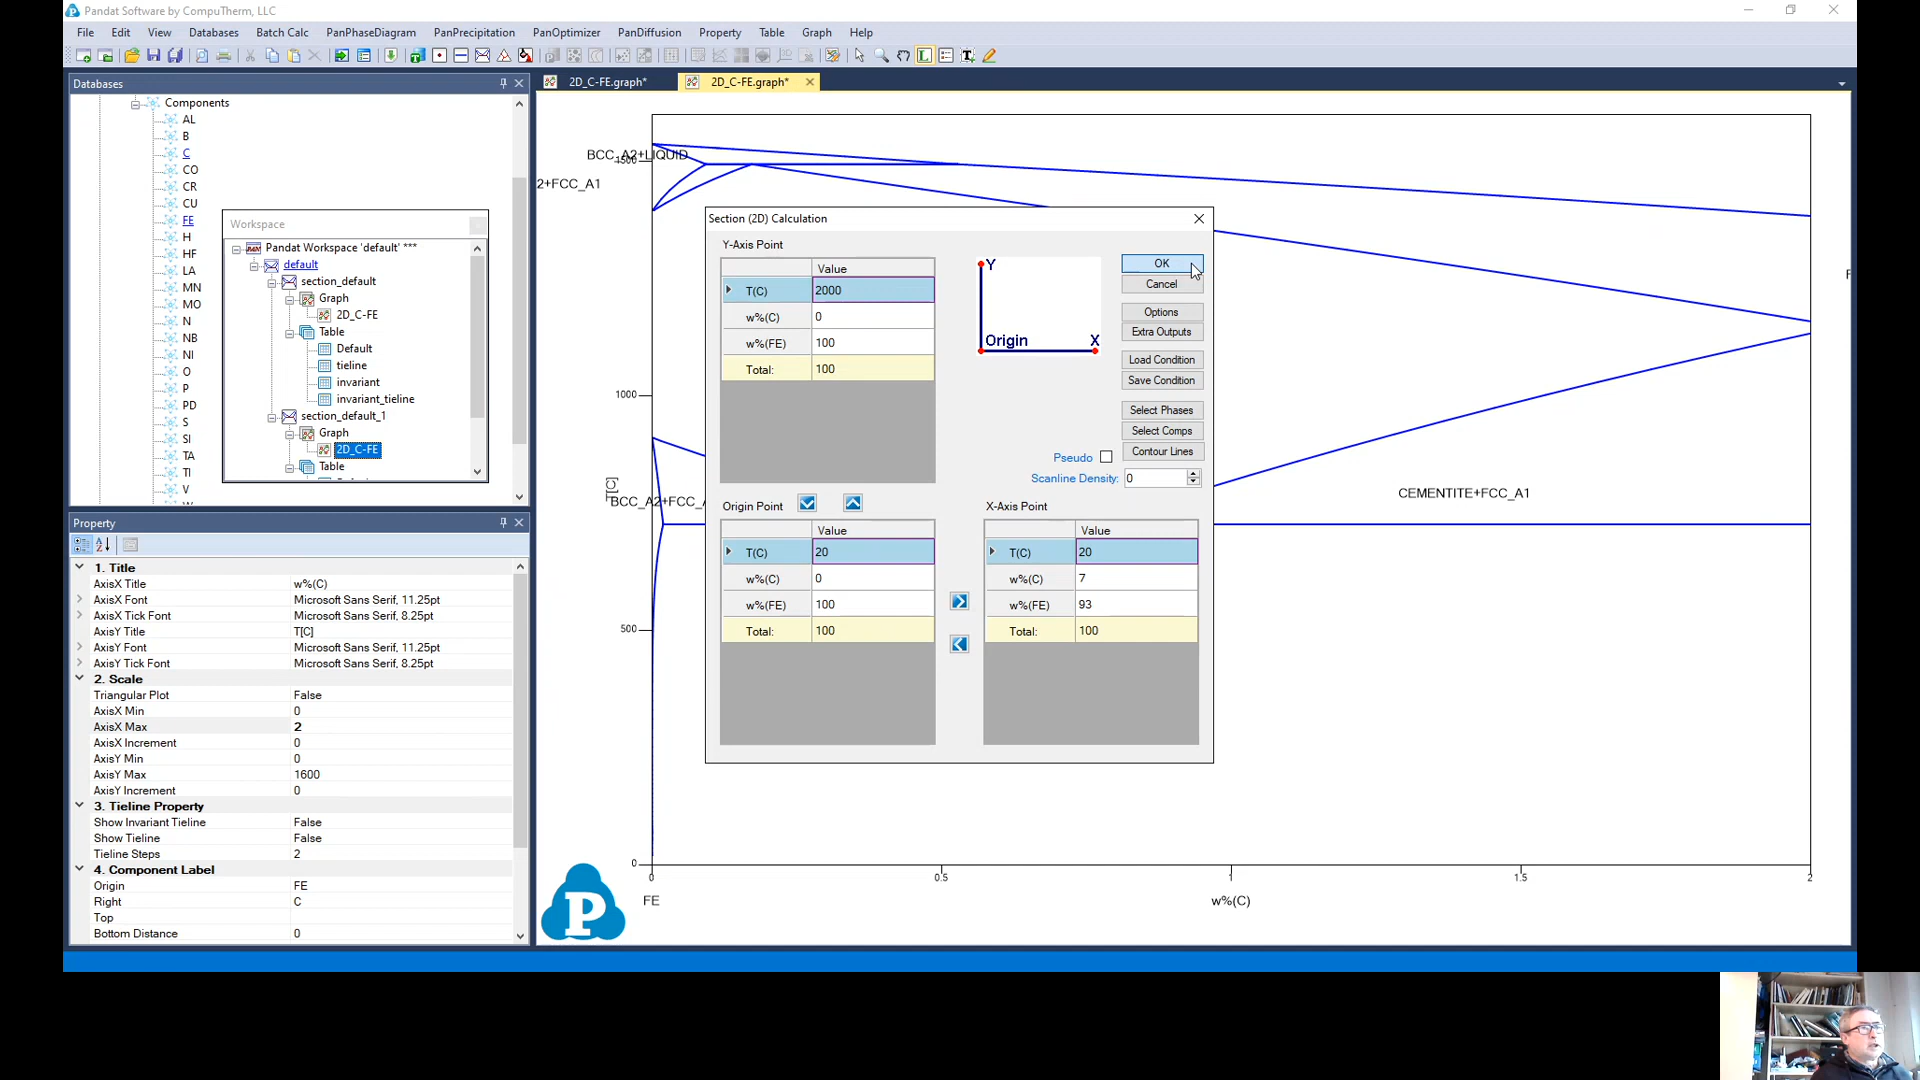 Pandat Software by CompuTherm, LLC
File Edit View Databases Batch Calc PanPhaseDiagram PanPrecipitation PanOptimizer PanDiffusion Property Table Graph Help
Databases
Components
AL
B
C
CO
CR
CU
FE
H
HF
LA
MN
MO
N
NB
NI
O
P
PD
S
SI
TA
TI
V
Workspace
Pandat Workspace 'default' ***
default
section_default
Graph
2D_C-FE
Table
Default
tieline
invariant
invariant_tieline
section_default_1
Graph
2D_C-FE
Table
Property
1. Title
AxisX Title w%(C)
AxisX Font Microsoft Sans Serif, 11.25pt
AxisX Tick Font Microsoft Sans Serif, 8.25pt
AxisY Title T[C]
AxisY Font Microsoft Sans Serif, 11.25pt
AxisY Tick Font Microsoft Sans Serif, 8.25pt
2. Scale
Triangular Plot False
AxisX Min 0
AxisX Max 2
AxisX Increment 0
AxisY Min 0
AxisY Max 1600
AxisY Increment 0
3. Tieline Property
Show Invariant Tieline False
Show Tieline False
Tieline Steps 2
4. Component Label
Origin FE
Right C
Top
Bottom Distance 0
2D_C-FE.graph* 2D_C-FE.graph*
BCC_A2+LIQUID
1500
2+FCC_A1
1000
T[C]
BCC_A2+FCC_A
500
0
CEMENTITE+FCC_A1
0 0.5 1 1.5 2
FE w%(C)
P
Section (2D) Calculation
Y-Axis Point
Value
T(C) 2000
w%(C) 0
w%(FE) 100
Total: 100
Y
Origin X
OK
Cancel
Options
Extra Outputs
Load Condition
Save Condition
Select Phases
Select Comps
Contour Lines
Pseudo
Scanline Density: 0
Origin Point
Value
T(C) 20
w%(C) 0
w%(FE) 100
Total: 100
X-Axis Point
Value
T(C) 20
w%(C) 7
w%(FE) 93
Total: 100